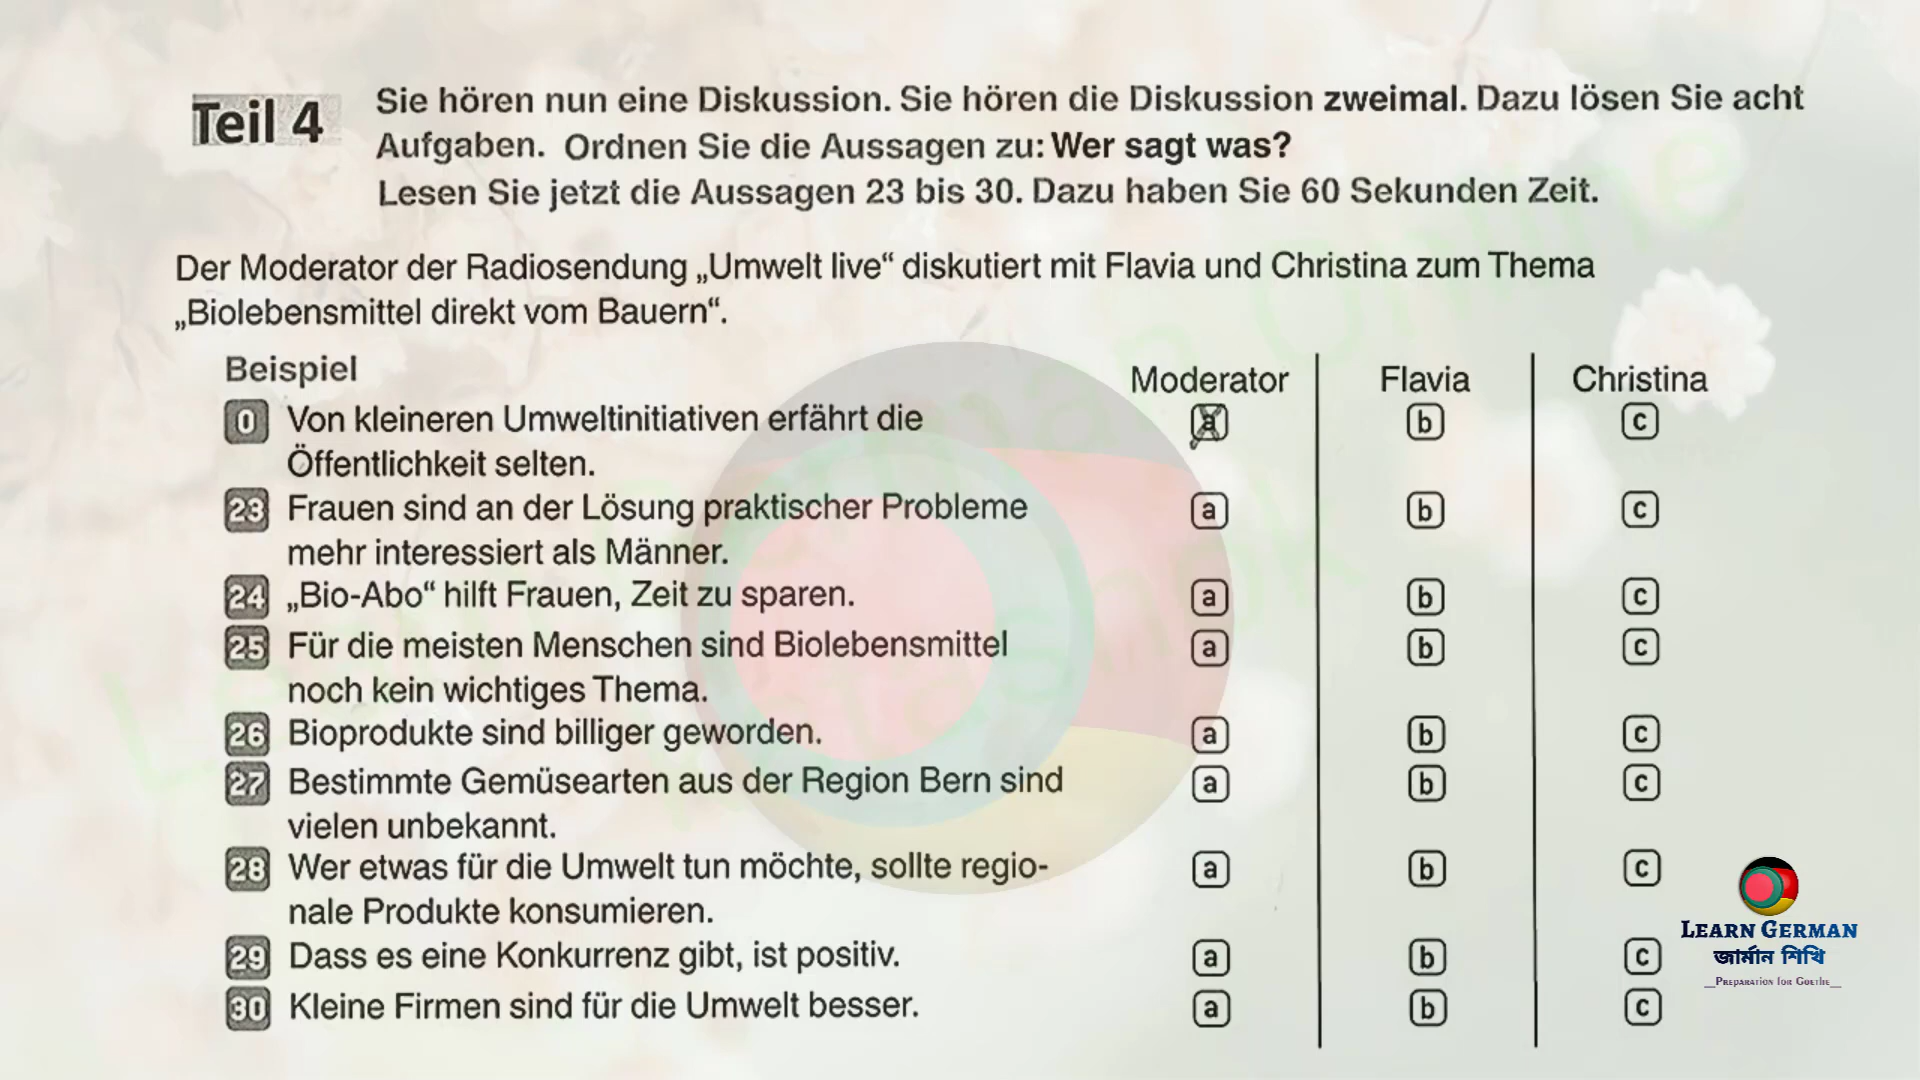 Teil 4
Sie hören nun eine Diskussion. Sie hören die Diskussion zweimal. Dazu lösen Sie acht
Aufgaben. Ordnen Sie die Aussagen zu: Wer sagt was?
Lesen Sie jetzt die Aussagen 23 bis 30. Dazu haben Sie 60 Sekunden Zeit.
Der Moderator der Radiosendung „Umwelt live“ diskutiert mit Flavia und Christina zum Thema
„Biolebensmittel direkt vom Bauern“.
Beispiel
Moderator Flavia Christina
0 Von kleineren Umweltinitiativen erfährt die a b c
Öffentlichkeit selten.
23 Frauen sind an der Lösung praktischer Probleme a b c
mehr interessiert als Männer.
24 „Bio-Abo“ hilft Frauen, Zeit zu sparen. a b c
25 Für die meisten Menschen sind Biolebensmittel a b c
noch kein wichtiges Thema.
26 Bioprodukte sind billiger geworden. a b c
27 Bestimmte Gemüsearten aus der Region Bern sind a b c
vielen unbekannt.
28 Wer etwas für die Umwelt tun möchte, sollte regio- a b c
nale Produkte konsumieren.
29 Dass es eine Konkurrenz gibt, ist positiv. a b c
30 Kleine Firmen sind für die Umwelt besser. a b c
LEARN GERMAN
জার্মান শিখি
__PREPARATION for GOETHE__